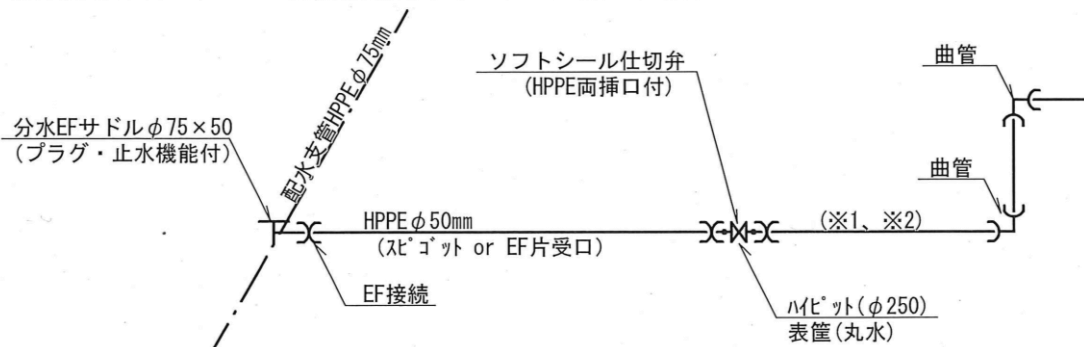 配水支管HPPEφ75mm
ソフトシール仕切弁
(HPPE両挿口付)
曲管
分水EFサドルφ75×50
(プラグ・止水機能付)
曲管
HPPEφ50mm
(スピゴット or EF片受口)
(※1、※2)
EF接続
ハイピット(φ250)
表筐(丸水)